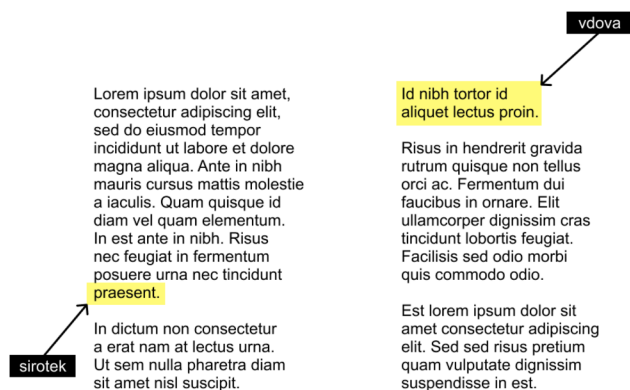 vdova
Lorem ipsum dolor sit amet,
consectetur adipiscing elit,
sed do eiusmod tempor
incididunt ut labore et dolore
magna aliqua. Ante in nibh
mauris cursus mattis molestie
a iaculis. Quam quisque id
diam vel quam elementum.
In est ante in nibh. Risus
nec feugiat in fermentum
posuere urna nec tincidunt
praesent.
In dictum non consectetur
a erat nam at lectus urna.
Ut sem nulla pharetra diam
sit amet nisl suscipit.
sirotek
Id nibh tortor id
aliquet lectus proin.
Risus in hendrerit gravida
rutrum quisque non tellus
orci ac. Fermentum dui
faucibus in ornare. Elit
ullamcorper dignissim cras
tincidunt lobortis feugiat.
Facilisis sed odio morbi
quis commodo odio.
Est lorem ipsum dolor sit
amet consectetur adipiscing
elit. Sed sed risus pretium
quam vulputate dignissim
suspendisse in est.